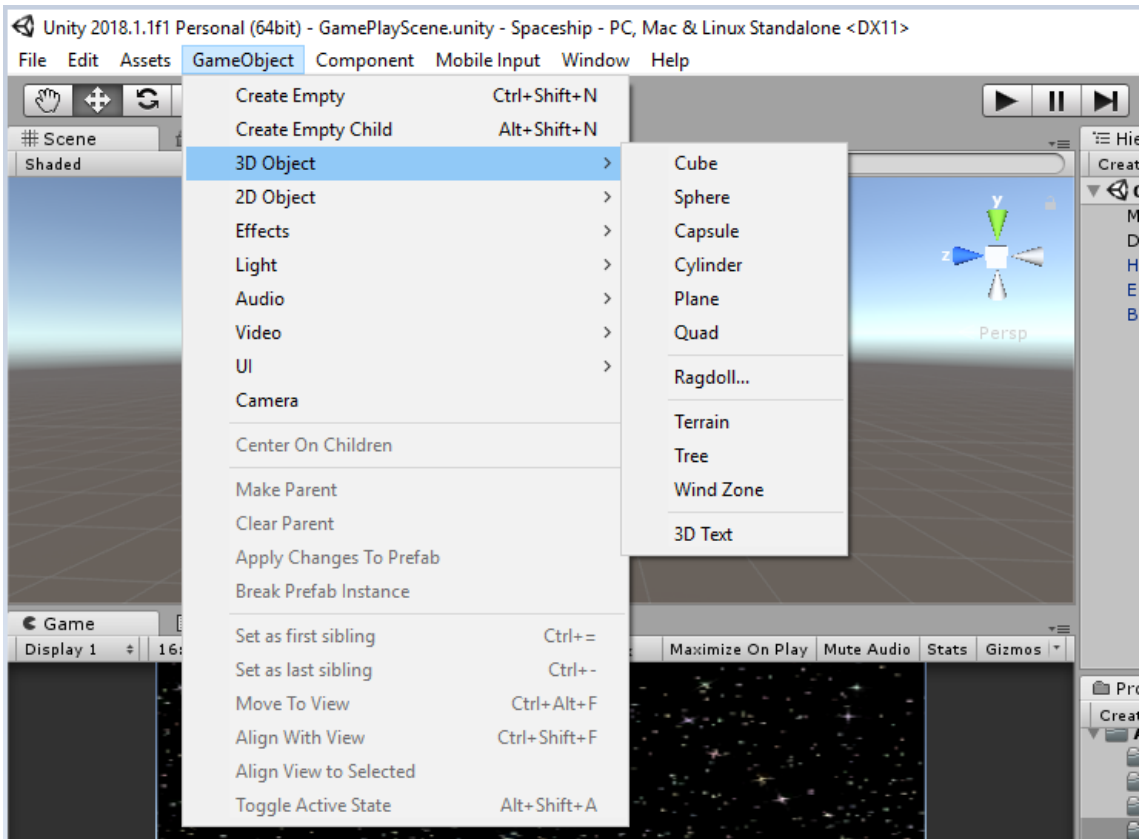 Unity 2018.1.1f1 Personal (64bit) - GamePlayScene.unity - Spaceship - PC, Mac & Linux Standalone <DX11>
File Edit Assets GameObject Component Mobile Input Window Help
Scene
Shaded
Create Empty Ctrl+Shift+N
Create Empty Child Alt+Shift+N
3D Object
2D Object
Effects
Light
Audio
Video
UI
Camera
Center On Children
Make Parent
Clear Parent
Apply Changes To Prefab
Break Prefab Instance
Set as first sibling Ctrl+=
Set as last sibling Ctrl+-
Move To View Ctrl+Alt+F
Align With View Ctrl+Shift+F
Align View to Selected
Toggle Active State Alt+Shift+A
Cube
Sphere
Capsule
Cylinder
Plane
Quad
Ragdoll...
Terrain
Tree
Wind Zone
3D Text
y
z
Persp
Hie
Creat
M
D
H
E
B
Game
Display 1 16:
Maximize On Play Mute Audio Stats Gizmos
Pro
Creat